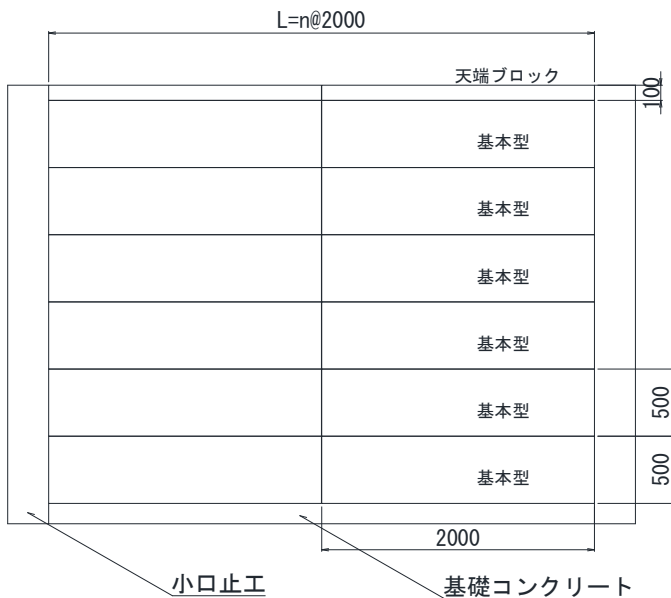 L=n@2000
天端ブロック
100
基本型
基本型
基本型
基本型
基本型
500
基本型
500
2000
小口止工
基礎コンクリート